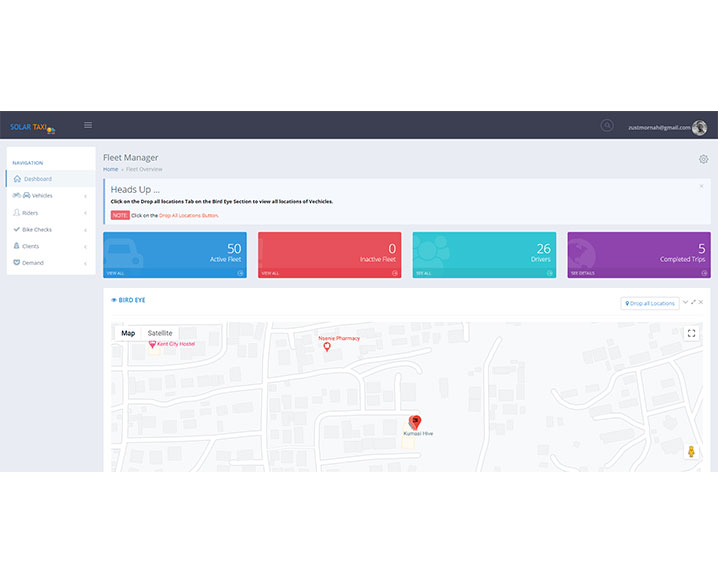 SOLAR TAXI
zustmornah@gmail.com
NAVIGATION
Dashboard
Vehicles
Riders
Bike Checks
Clients
Demand
Fleet Manager
Home » Fleet Overview
Heads Up ...
Click on the Drop all locations Tab on the Bird Eye Section to view all locations of Vechicles.
NOTE: Click on the Drop All Locations Button.
50
Active Fleet
VIEW ALL
0
Inactive Fleet
VIEW ALL
26
Drivers
SEE ALL
5
Completed Trips
SEE DETAILS
BIRD EYE
Drop all Locations
Map Satellite
Kent City Hostel
Noonie Pharmacy
Kumasi Hive